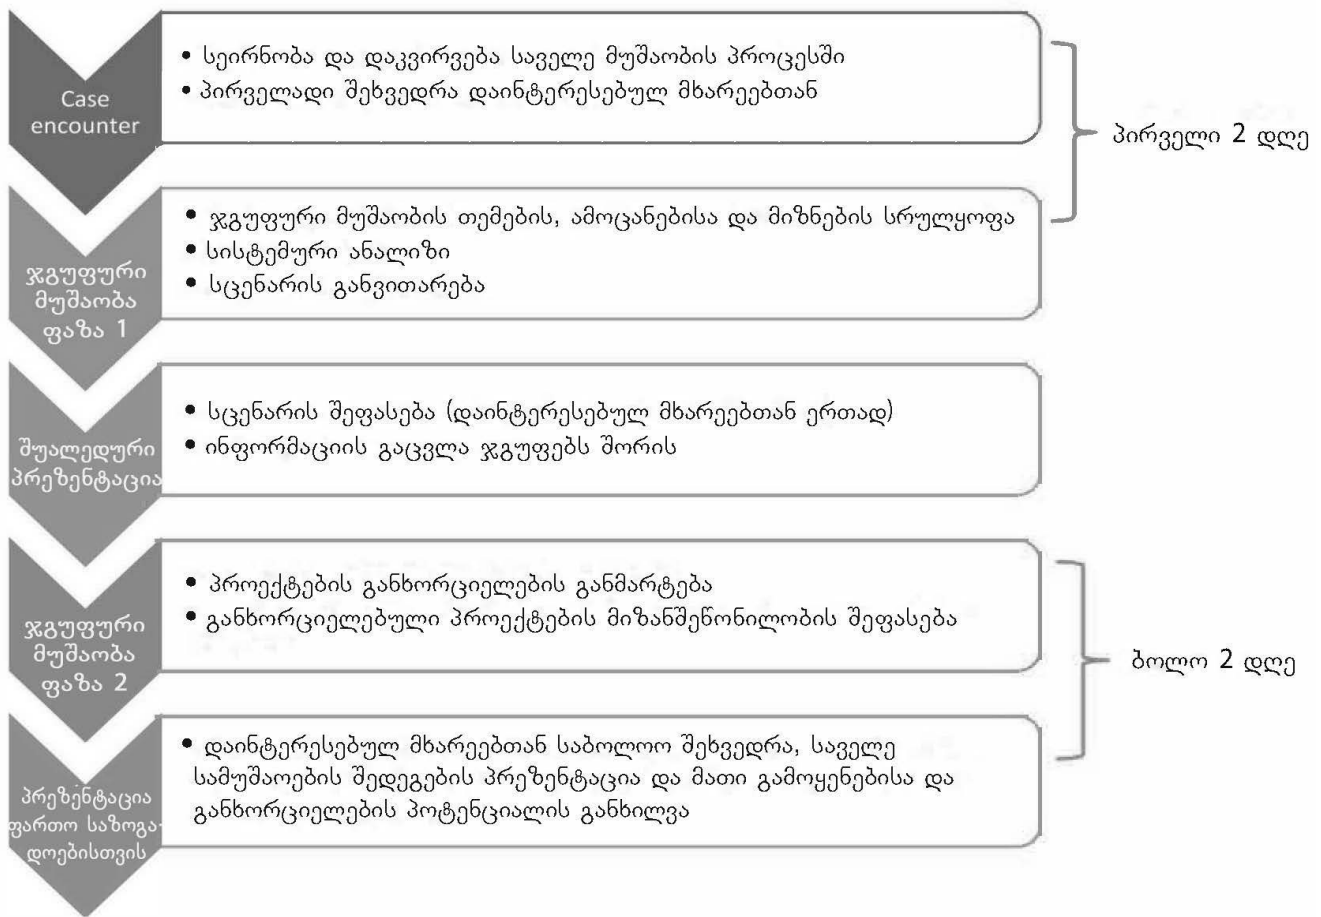 Case
encounter
• სეირნობა და დაკვირვება საველე მუშაობის პროცესში
• პირველადი შეხვედრა დაინტერესებულ მხარეებთან
პირველი 2 დღე
ჯგუფური
მუშაობა
ფაზა 1
• ჯგუფური მუშაობის თემების, ამოცანებისა და მიზნების სრულყოფა
• სისტემური ანალიზი
• სცენარის განვითარება
შუალედური
პრეზენტაცია
• სცენარის შეფასება (დაინტერესებულ მხარეებთან ერთად)
• ინფორმაციის გაცვლა ჯგუფებს შორის
ჯგუფური
მუშაობა
ფაზა 2
• პროექტების განხორციელების განმარტება
• განხორციელებული პროექტების მიზანშეწონილობის შეფასება
ბოლო 2 დღე
პრეზენტაცია
ფართო საზოგა-
დოებისთვის
• დაინტერესებულ მხარეებთან საბოლოო შეხვედრა, საველე
სამუშაოების შედეგების პრეზენტაცია და მათი გამოყენებისა და
განხორციელების პოტენციალის განხილვა